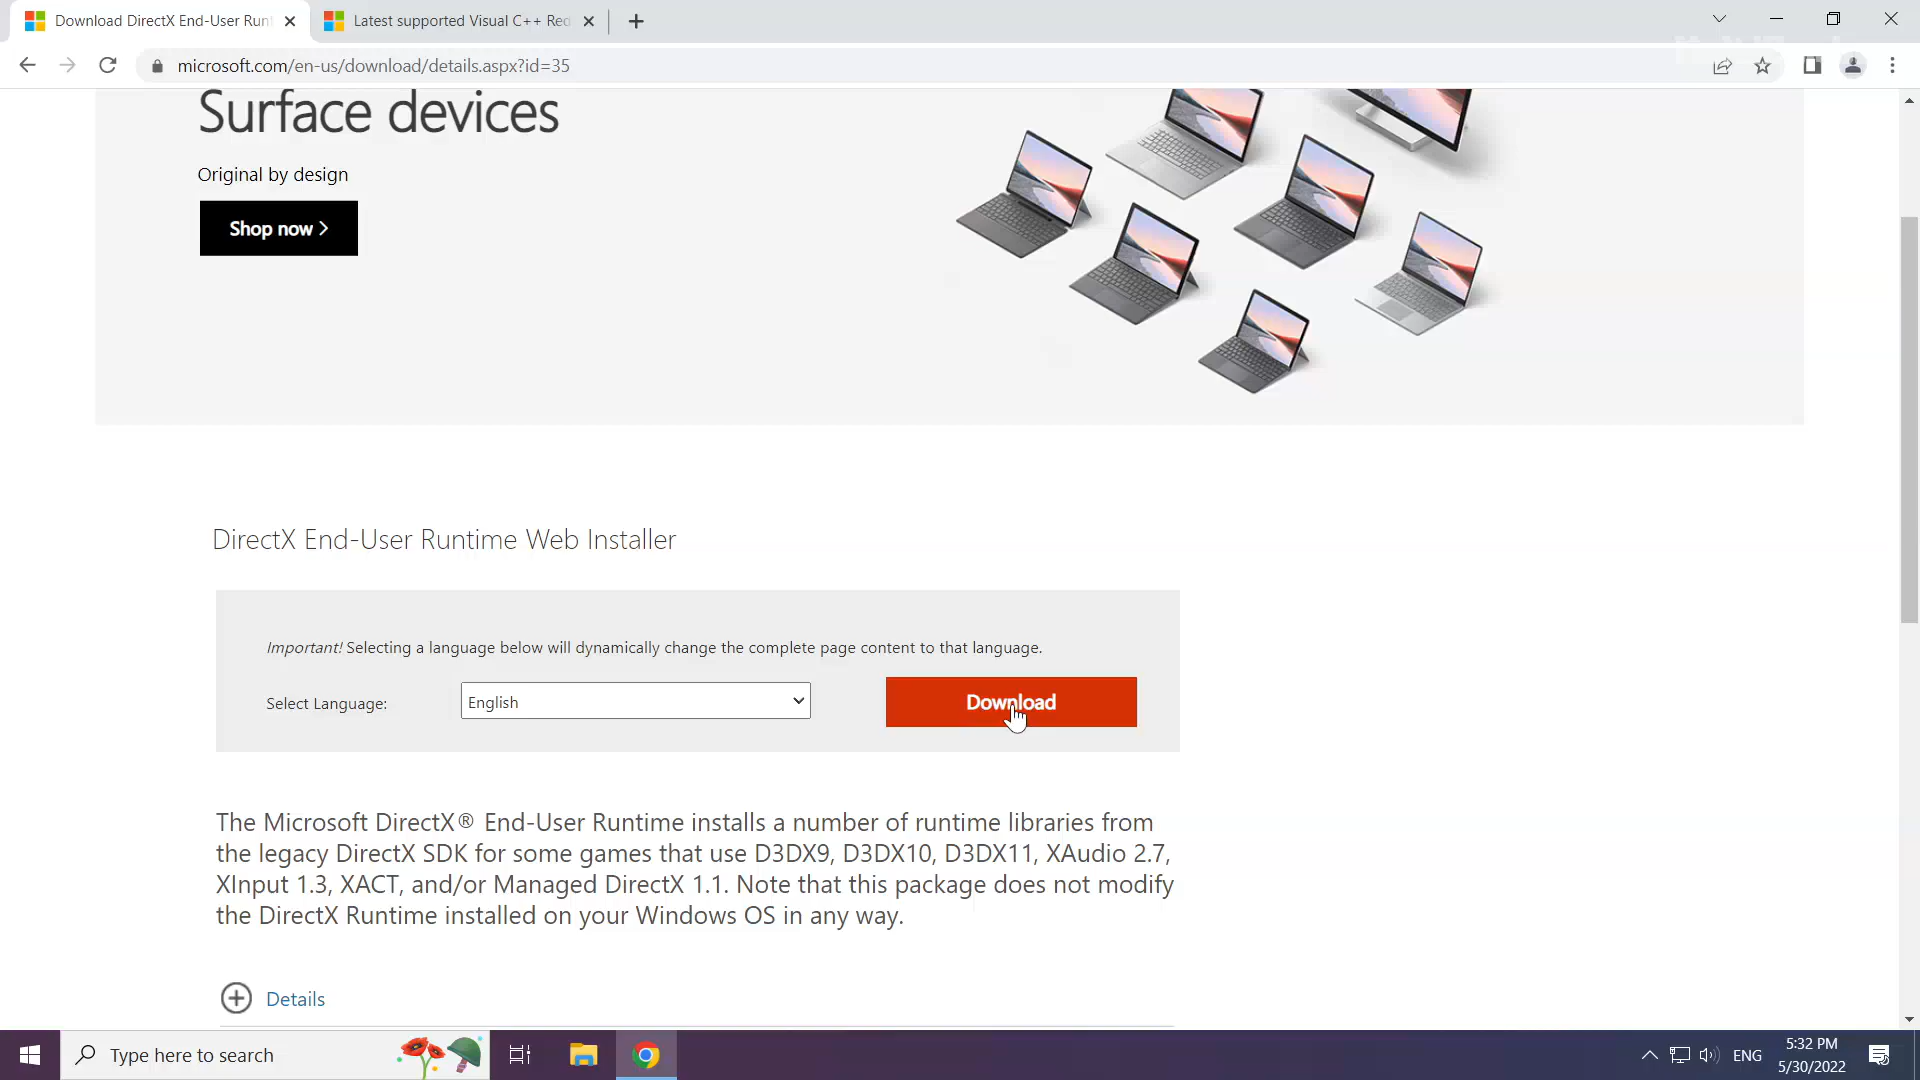 Download DirectX End-User Runt
Latest supported Visual C++ Red
microsoft.com/en-us/download/details.aspx?id=35
Surface devices
Original by design
Shop now >
DirectX End-User Runtime Web Installer
Important! Selecting a language below will dynamically change the complete page content to that language.
Select Language:
English
Download
The Microsoft DirectX® End-User Runtime installs a number of runtime libraries from
the legacy DirectX SDK for some games that use D3DX9, D3DX10, D3DX11, XAudio 2.7,
XInput 1.3, XACT, and/or Managed DirectX 1.1. Note that this package does not modify
the DirectX Runtime installed on your Windows OS in any way.
Details
Type here to search
ENG
5:32 PM
5/30/2022